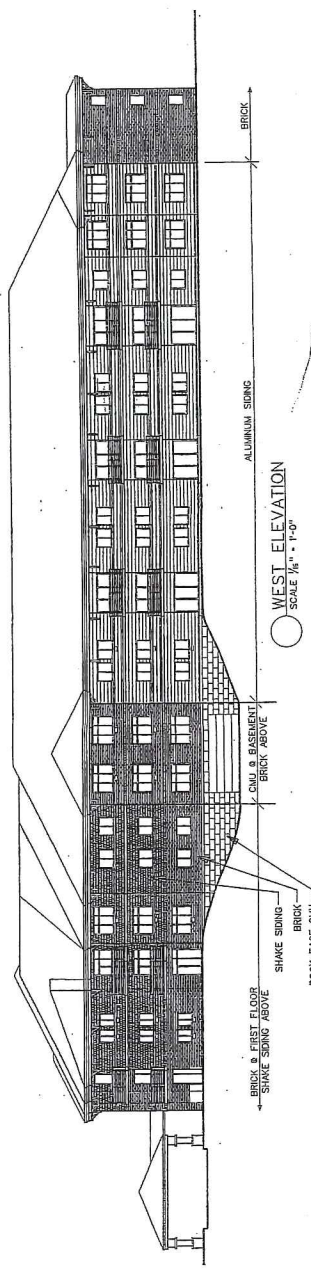 BRICK
ALUMINUM SIDING
CMU @ BASEMENT
BRICK ABOVE
BRICK @ FIRST FLOOR
SHAKE SIDING ABOVE
SHAKE SIDING
BRICK
WEST ELEVATION
SCALE 1/16" = 1'-0"